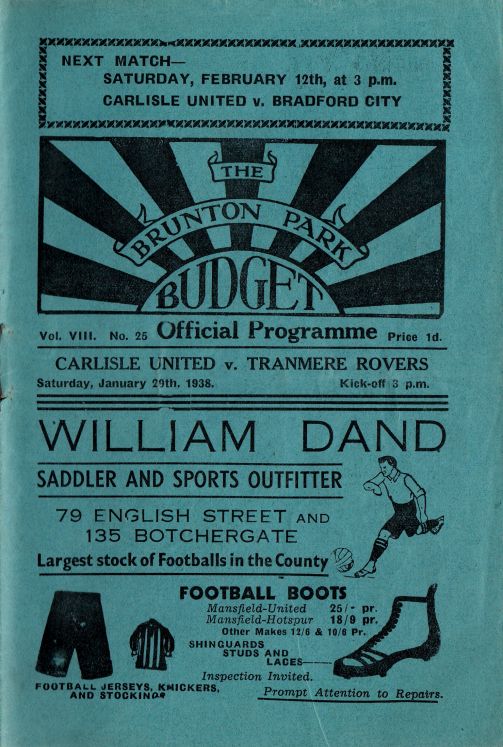 NEXT MATCH—
SATURDAY, FEBRUARY 12th, at 3 p.m.
CARLISLE UNITED v. BRADFORD CITY
THE
BRUNTON PARK
BUDGET
Vol. VIII. No. 25 Official Programme Price 1d.
CARLISLE UNITED v. TRANMERE ROVERS
Saturday, January 29th, 1938. Kick-off 3 p.m.
WILLIAM DAND
SADDLER AND SPORTS OUTFITTER
79 ENGLISH STREET AND
135 BOTCHERGATE
Largest stock of Footballs in the County
FOOTBALL BOOTS
Mansfield-United 25/- pr.
Mansfield-Hotspur 18/9 pr.
Other Makes 12/6 & 10/6 Pr.
SHINGUARDS
STUDS AND
LACES—
FOOTBALL JERSEYS, KNICKERS,
AND STOCKINGS
Inspection Invited.
Prompt Attention to Repairs.